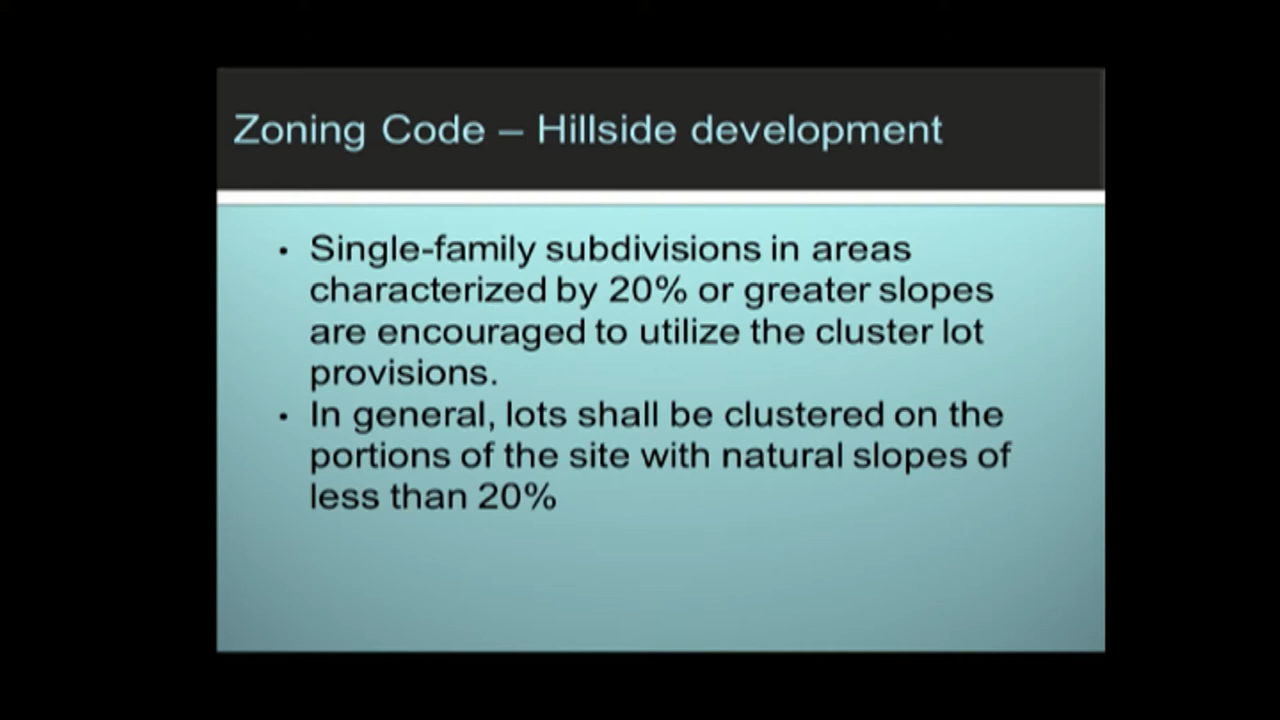 Zoning Code – Hillside development
• Single-family subdivisions in areas
characterized by 20% or greater slopes
are encouraged to utilize the cluster lot
provisions.
• In general, lots shall be clustered on the
portions of the site with natural slopes of
less than 20%